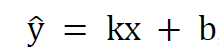 ŷ = kx + b